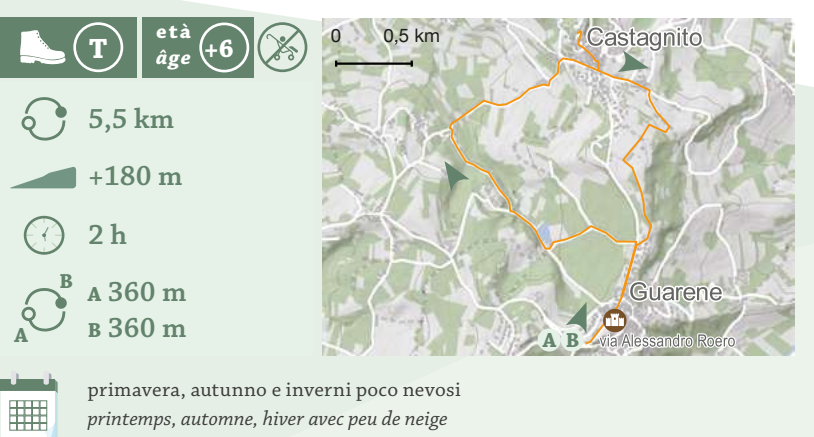 T
età
âge
+6
5,5 km
+180 m
2 h
A
B
A 360 m
B 360 m
0 0,5 km
Castagnito
Guarene
A B
via Alessandro Roero
primavera, autunno e inverni poco nevosi
printemps, automne, hiver avec peu de neige